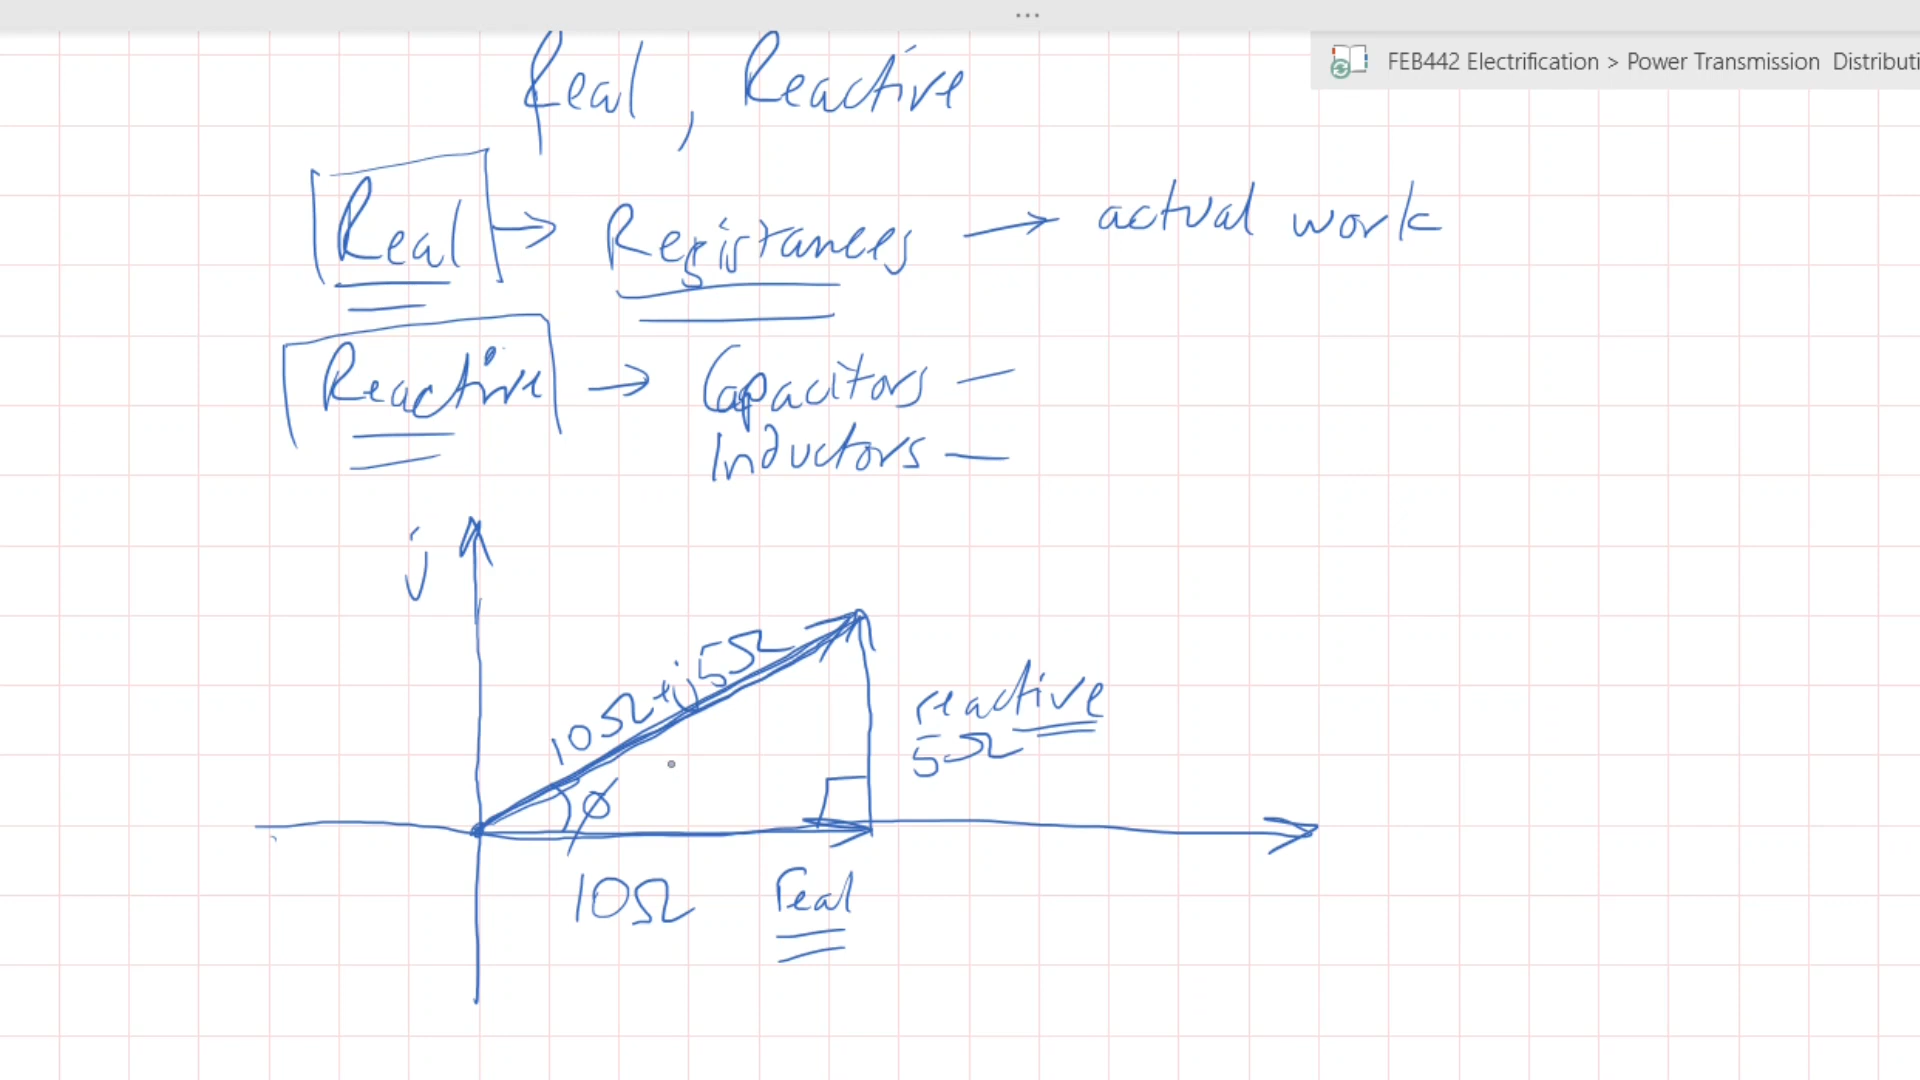 ...
FEB442 Electrification > Power Transmission Distributi
Real, Reactive
Real → Resistances → actual work
Reactive → Capacitors –
Inductors –
j
10Ω+j5Ω
reactive
5Ω
ϕ
10Ω real